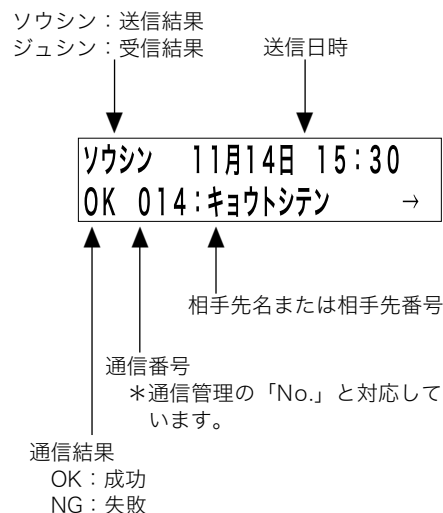 ソウシン：送信結果
ジュシン：受信結果
送信日時
ソウシン 11月14日 15:30
OK 014：キョウトシテン →
相手先名または相手先番号
通信番号
＊通信管理の「No.」と対応して
います。
通信結果
OK：成功
NG：失敗